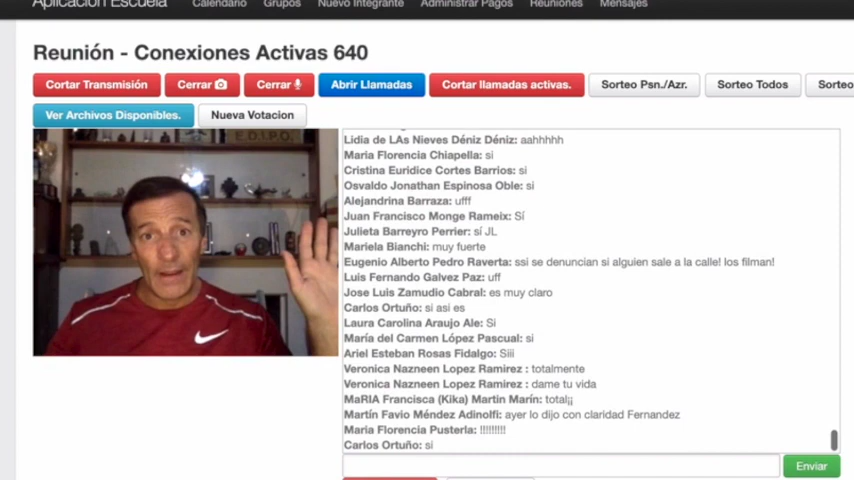 Aplicación Escuela
Calendario Grupos Nuevo Integrante Administrar Pagos Reuniones Mensajes
Reunión - Conexiones Activas 640
Cortar Transmisión Cerrar Cerrar Abrir Llamadas Cortar llamadas activas. Sorteo Psn./Azr. Sorteo Todos Sorteo
Ver Archivos Disponibles. Nueva Votacion
E.D.I.P.O.
Lidia de LAs Nieves Déniz Déniz: aahhhhh
Maria Florencia Chiapella: si
Cristina Euridice Cortes Barrios: si
Osvaldo Jonathan Espinosa Oble: si
Alejandrina Barraza: ufff
Juan Francisco Monge Rameix: Sí
Julieta Barreyro Perrier: sí JL
Mariela Bianchi: muy fuerte
Eugenio Alberto Pedro Raverta: ssi se denuncian si alguien sale a la calle! los filman!
Luis Fernando Galvez Paz: uff
Jose Luis Zamudio Cabral: es muy claro
Carlos Ortuño: si asi es
Laura Carolina Araujo Ale: Si
María del Carmen López Pascual: si
Ariel Esteban Rosas Fidalgo: Siii
Veronica Nazneen Lopez Ramirez : totalmente
Veronica Nazneen Lopez Ramirez : dame tu vida
MaRIA Francisca (Kika) Martin Marín: total¡¡
Martín Favio Méndez Adinolfi: ayer lo dijo con claridad Fernandez
Maria Florencia Pusterla: !!!!!!!!!
Carlos Ortuño: si
Enviar